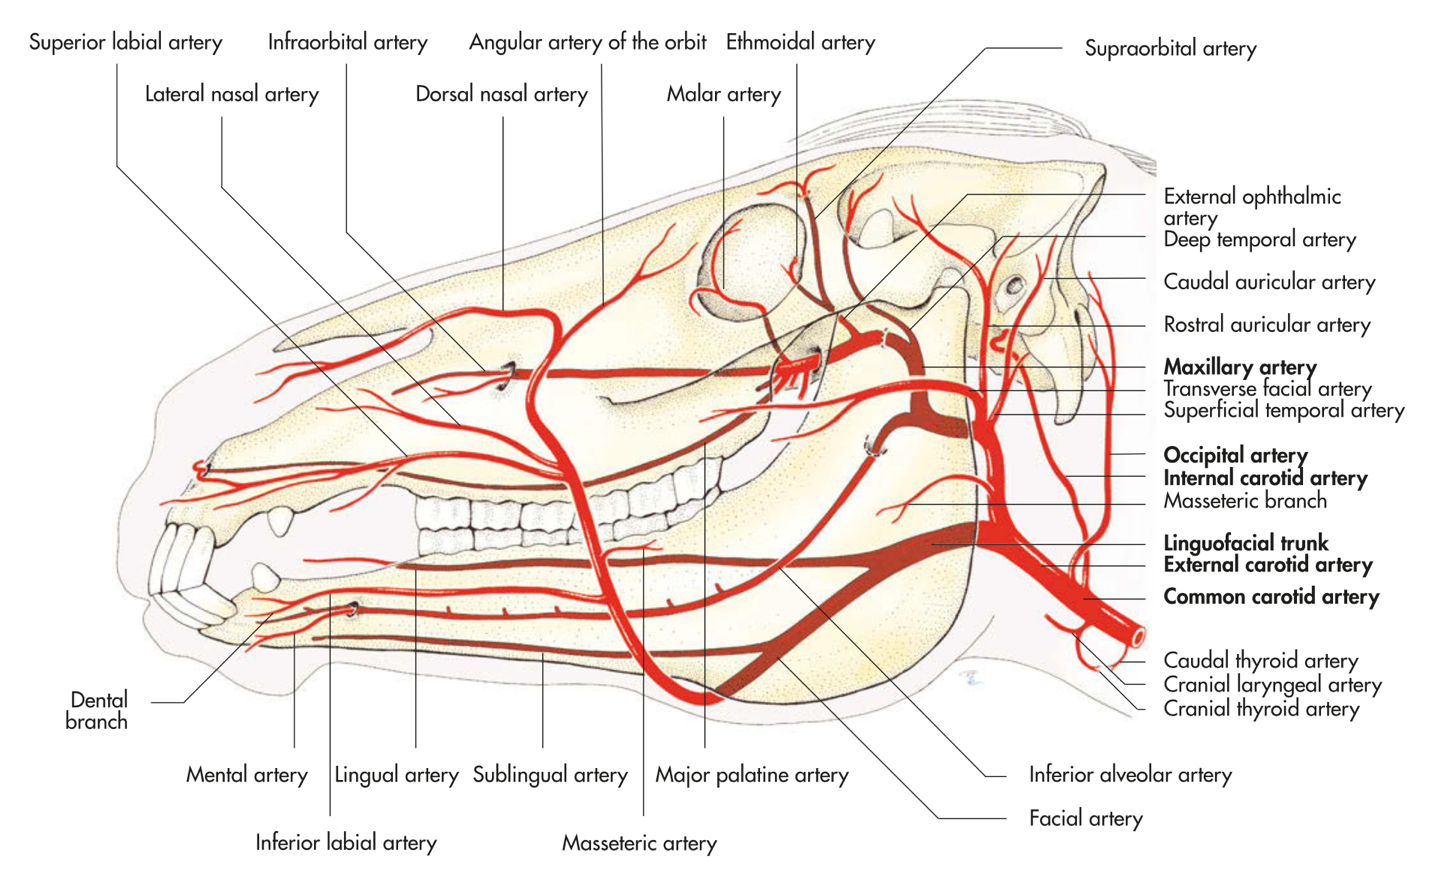 Superior labial artery
Infraorbital artery
Angular artery of the orbit
Ethmoidal artery
Supraorbital artery
Lateral nasal artery
Dorsal nasal artery
Malar artery
External ophthalmic
artery
Deep temporal artery
Caudal auricular artery
Rostral auricular artery
Maxillary artery
Transverse facial artery
Superficial temporal artery
Occipital artery
Internal carotid artery
Masseteric branch
Linguofacial trunk
External carotid artery
Common carotid artery
Caudal thyroid artery
Cranial laryngeal artery
Cranial thyroid artery
Dental
branch
Mental artery
Lingual artery
Sublingual artery
Major palatine artery
Inferior alveolar artery
Facial artery
Inferior labial artery
Masseteric artery